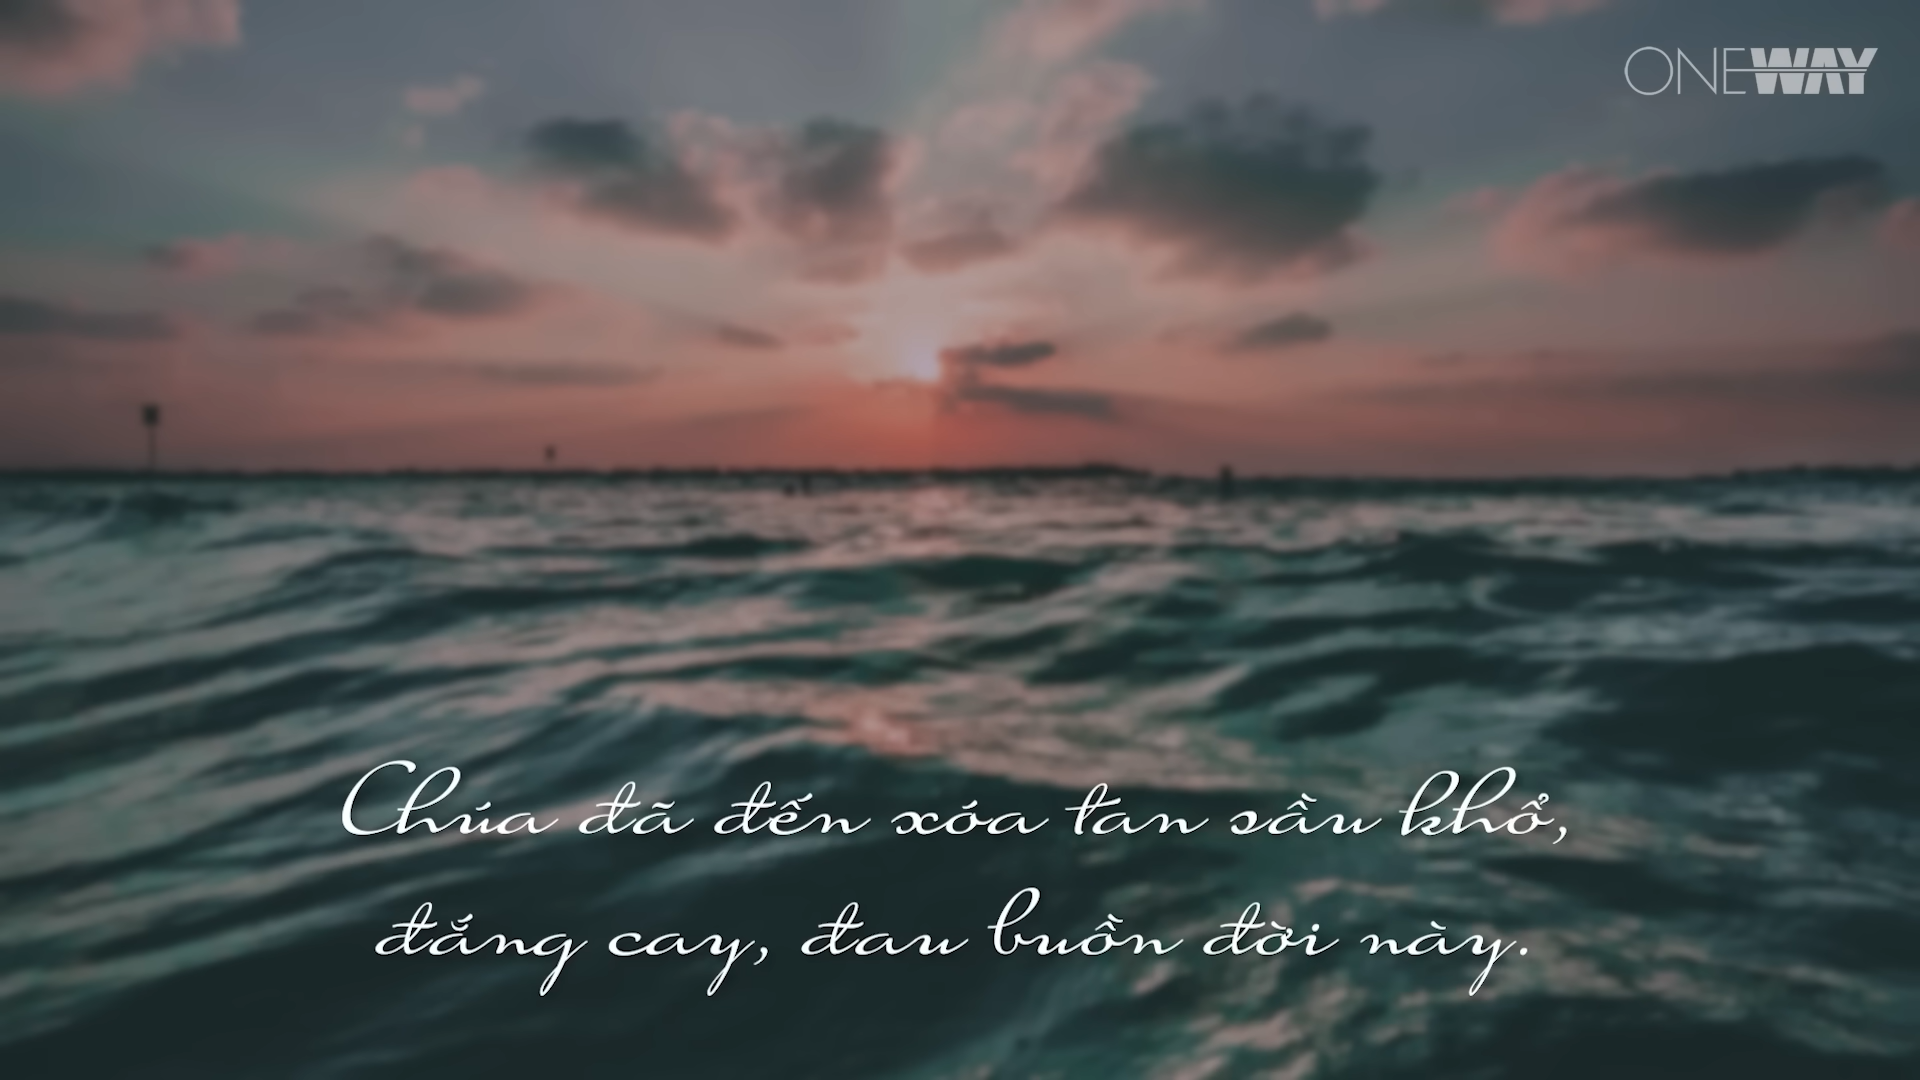 ONEWAY
Chúa đã đến xóa tan sầu khổ,
đắng cay, đau buồn đời này.